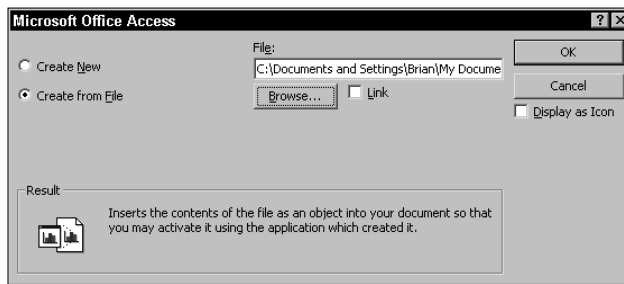 Microsoft Office Access
Create New
Create from File
File:
C:\Documents and Settings\Brian\My Docume
Browse...
Link
OK
Cancel
Display as Icon
Result
Inserts the contents of the file as an object into your document so that
you may activate it using the application which created it.